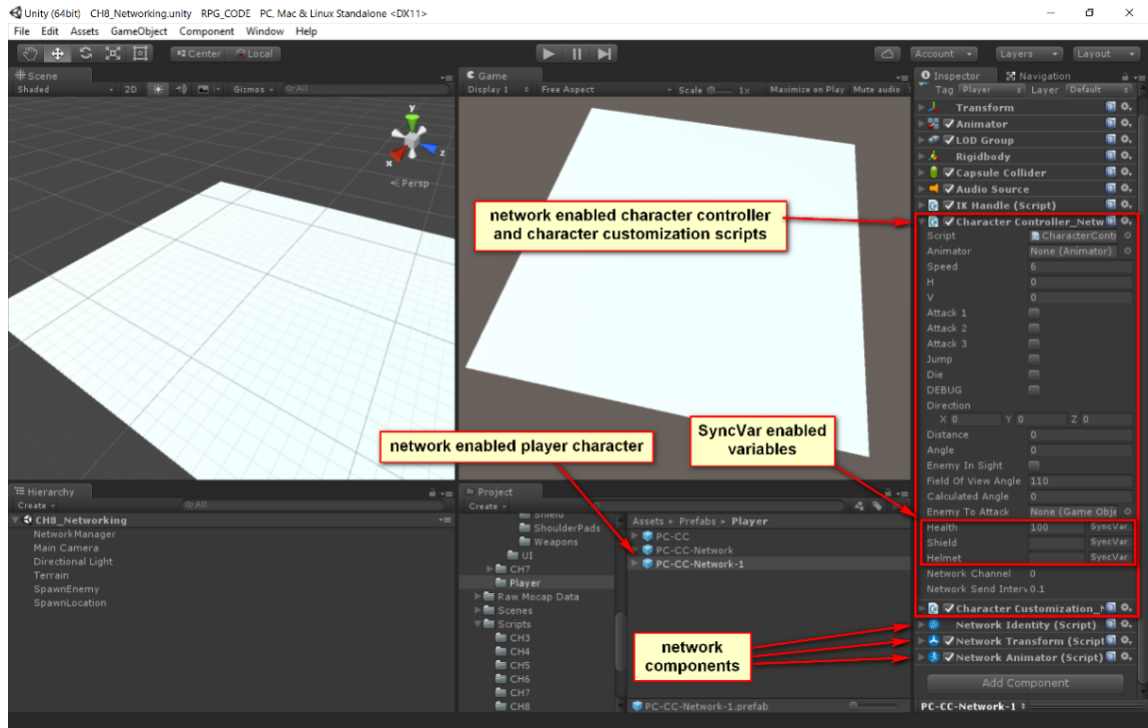 Unity (64bit) CH8_Networking.unity RPG_CODE PC, Mac & Linux Standalone <DX11>
File Edit Assets GameObject Component Window Help
Center Local
Account Layers Layout
Scene
Shaded 2D Gizmos All
y
x
z
Persp
Game
Display 1 Free Aspect Scale 1x Maximize on Play Mute audio
network enabled character controller
and character customization scripts
network enabled player character
SyncVar enabled
variables
network
components
Hierarchy
Create All
CH8_Networking
NetworkManager
Main Camera
Directional Light
Terrain
SpawnEnemy
SpawnLocation
Project
Create
Shield
ShoulderPads
Weapons
UI
CH7
Player
Raw Mocap Data
Scenes
Scripts
CH3
CH4
CH5
CH6
CH7
CH8
Assets Prefabs Player
PC-CC
PC-CC-Network
PC-CC-Network-1
PC-CC-Network-1.prefab
Inspector Navigation
Tag Player Layer Default
Transform
Animator
LOD Group
Rigidbody
Capsule Collider
Audio Source
IK Handle (Script)
Character Controller_Netw
Script CharacterConti
Animator None (Animator)
Speed 6
H 0
V 0
Attack 1
Attack 2
Attack 3
Jump
Die
DEBUG
Direction
X 0 Y 0 Z 0
Distance 0
Angle 0
Enemy In Sight
Field Of View Angle 110
Calculated Angle 0
Enemy To Attack None (Game Obje
Health 100 SyncVar
Shield SyncVar
Helmet SyncVar
Network Channel 0
Network Send Interv 0.1
Character Customization_N
Network Identity (Script)
Network Transform (Script
Network Animator (Script)
Add Component
PC-CC-Network-1